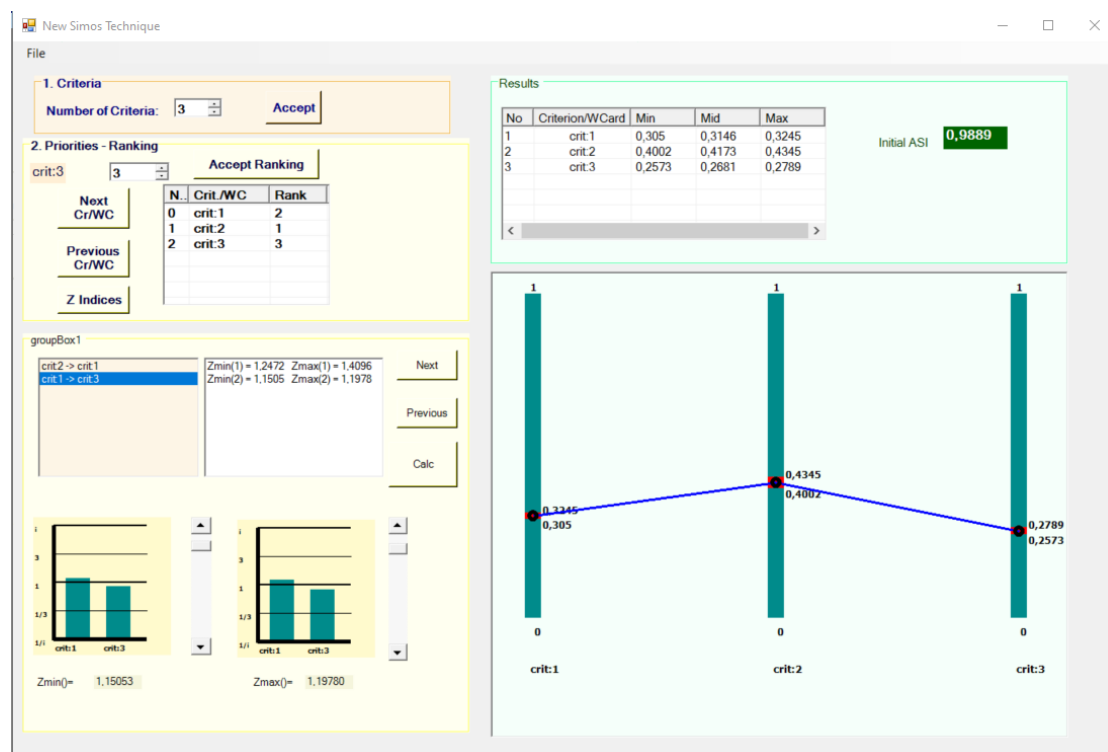 New Simos Technique
File
1. Criteria
Number of Criteria: 3 Accept
2. Priorities - Ranking
crit:3 3 Accept Ranking
Next
Cr/WC
Previous
Cr/WC
Z Indices
N.. Crit./WC Rank
0 crit:1 2
1 crit:2 1
2 crit:3 3
groupBox1
crit:2 -> crit:1
crit:1 -> crit:3
Zmin(1) = 1,2472 Zmax(1) = 1,4096
Zmin(2) = 1,1505 Zmax(2) = 1,1978
Next
Previous
Calc
i
3
1
1/3
1/i
crit:1 crit:3
i
3
1
1/3
1/i
crit:1 crit:3
Zmin()= 1,15053
Zmax()= 1,19780
Results
No Criterion/WCard Min Mid Max
1 crit:1 0,305 0,3146 0,3245
2 crit:2 0,4002 0,4173 0,4345
3 crit:3 0,2573 0,2681 0,2789
Initial ASI 0,9889
1 1 1
0,3245
0,305
0,4345
0,4002
0,2789
0,2573
0 0 0
crit:1 crit:2 crit:3